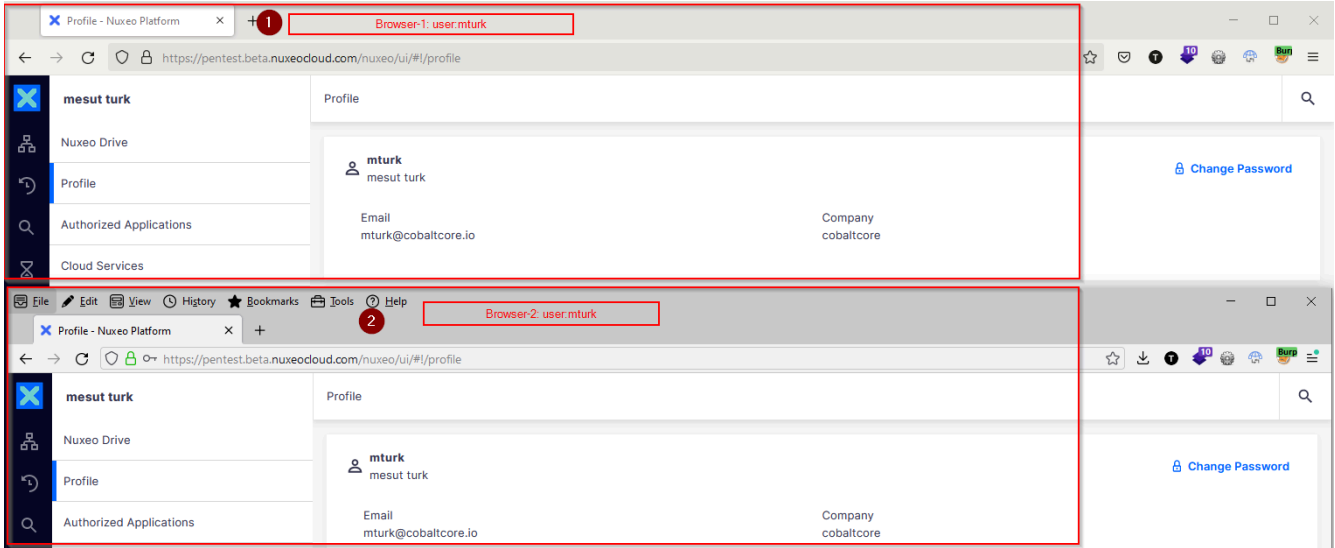 Profile - Nuxeo Platform
1
Browser-1: user:mturk
https://pentest.beta.nuxeocloud.com/nuxeo/ui/#!/profile
T
10
Burp
mesut turk
Profile
Nuxeo Drive
Profile
Authorized Applications
Cloud Services
mturk
mesut turk
Change Password
Email
Company
mturk@cobaltcore.io
cobaltcore
File Edit View History Bookmarks Tools Help
2
Browser-2: user:mturk
Profile - Nuxeo Platform
https://pentest.beta.nuxeocloud.com/nuxeo/ui/#!/profile
T
10
Burp
mesut turk
Profile
Nuxeo Drive
Profile
Authorized Applications
mturk
mesut turk
Change Password
Email
Company
mturk@cobaltcore.io
cobaltcore